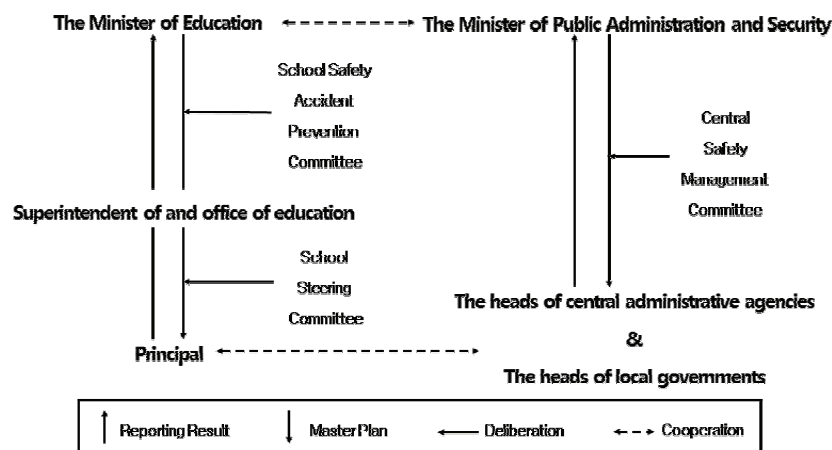 The Minister of Education
The Minister of Public Administration and Security
School Safety
Accident
Prevention
Committee
Central
Safety
Management
Committee
Superintendent of and office of education
School
Steering
Committee
The heads of central administrative agencies
&
The heads of local governments
Principal
Reporting Result
Master Plan
Deliberation
Cooperation